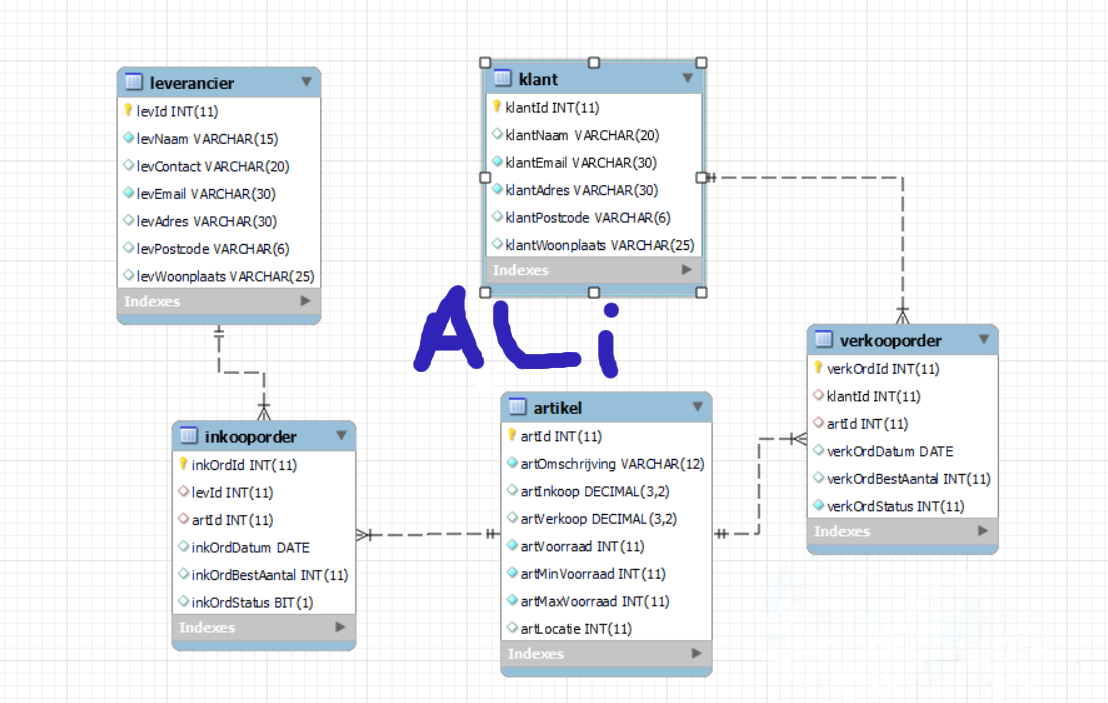 leverancier
levId INT(11)
levNaam VARCHAR(15)
levContact VARCHAR(20)
levEmail VARCHAR(30)
levAdres VARCHAR(30)
levPostcode VARCHAR(6)
levWoonplaats VARCHAR(25)
Indexes
klant
klantId INT(11)
klantNaam VARCHAR(20)
klantEmail VARCHAR(30)
klantAdres VARCHAR(30)
klantPostcode VARCHAR(6)
klantWoonplaats VARCHAR(25)
Indexes
ALi
inkooporder
inkOrdId INT(11)
levId INT(11)
artId INT(11)
inkOrdDatum DATE
inkOrdBestAantal INT(11)
inkOrdStatus BIT(1)
Indexes
artikel
artId INT(11)
artOmschrijving VARCHAR(12)
artInkoop DECIMAL(3,2)
artVerkoop DECIMAL(3,2)
artVoorraad INT(11)
artMinVoorraad INT(11)
artMaxVoorraad INT(11)
artLocatie INT(11)
Indexes
verkooporder
verkOrdId INT(11)
klantId INT(11)
artId INT(11)
verkOrdDatum DATE
verkOrdBestAantal INT(11)
verkOrdStatus INT(11)
Indexes